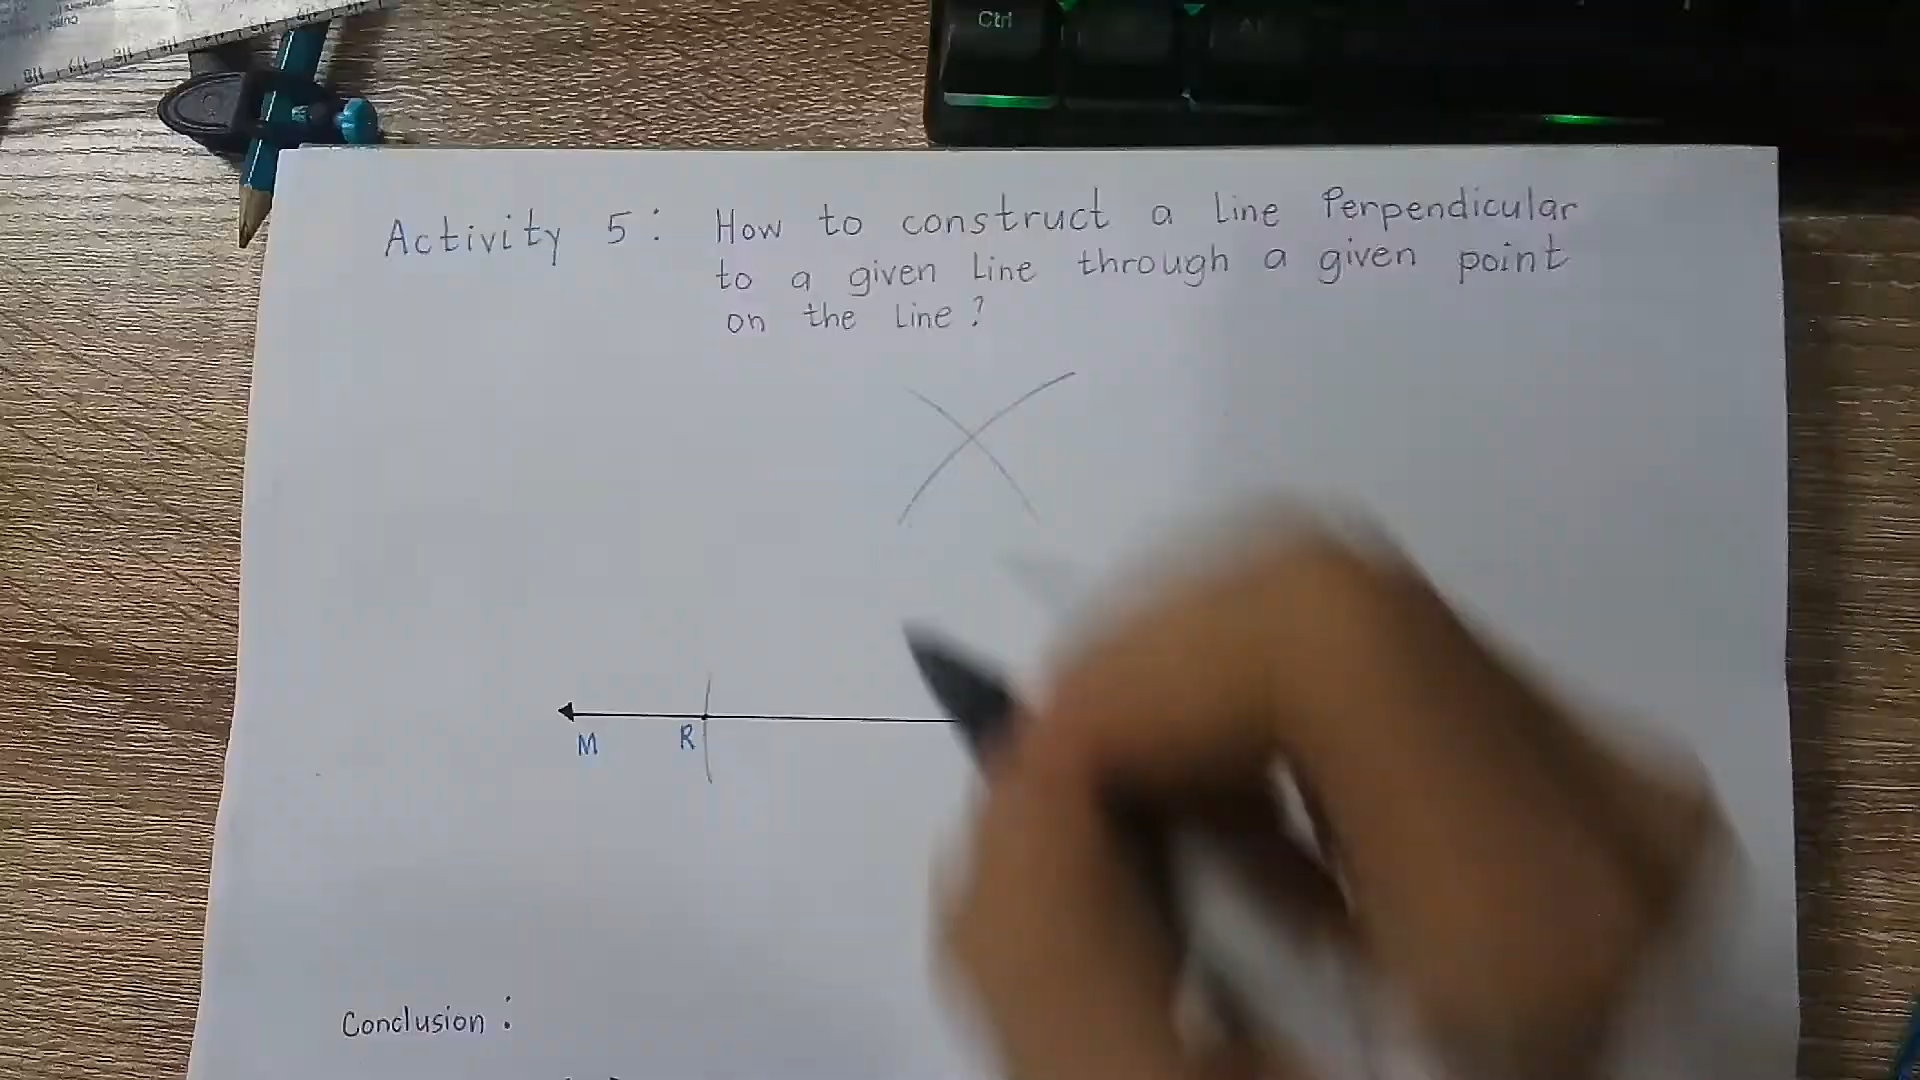 Ctrl
Activity 5: How to construct a Line Perpendicular
to a given Line through a given point
on the Line?
M R
Conclusion: